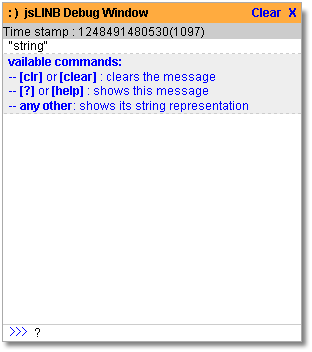 :) jsLINB Debug Window Clear X
Time stamp : 1248491480530(1097)
"string"
vailable commands:
-- [clr] or [clear] : clears the message
-- [?] or [help] : shows this message
-- any other: shows its string representation
>>> ?